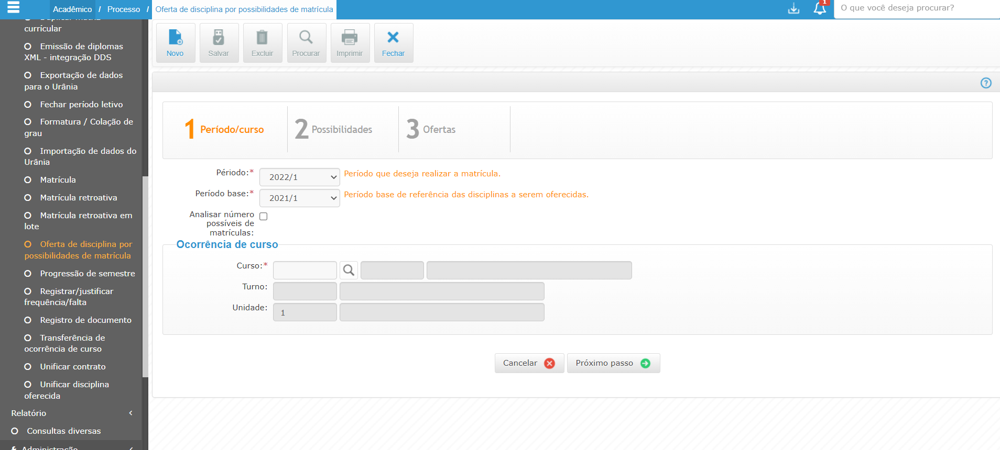 Acadêmico / Processo / Oferta de disciplina por possibilidades de matrícula
1
O que você deseja procurar?
Duplicar matriz
currícular
Emissão de diplomas
XML - integração DDS
Exportação de dados
para o Urânia
Fechar período letivo
Formatura / Colação de
grau
Importação de dados do
Urânia
Matrícula
Matrícula retroativa
Matrícula retroativa em
lote
Oferta de disciplina por
possibilidades de matrícula
Progressão de semestre
Registrar/justificar
frequência/falta
Registro de documento
Transferência de
ocorrência de curso
Unificar contrato
Unificar disciplina
oferecida
Relatório
Consultas diversas
Administração
Novo
Salvar
Excluir
Procurar
Imprimir
Fechar
?
1 Período/curso
2 Possibilidades
3 Ofertas
Périodo:* 2022/1 Período que deseja realizar a matrícula.
Período base:* 2021/1 Período base de referência das disciplinas a serem oferecidas.
Analisar número
possíveis de
matrículas:
Ocorrência de curso
Curso:*
Turno:
Unidade: 1
Cancelar
Próximo passo